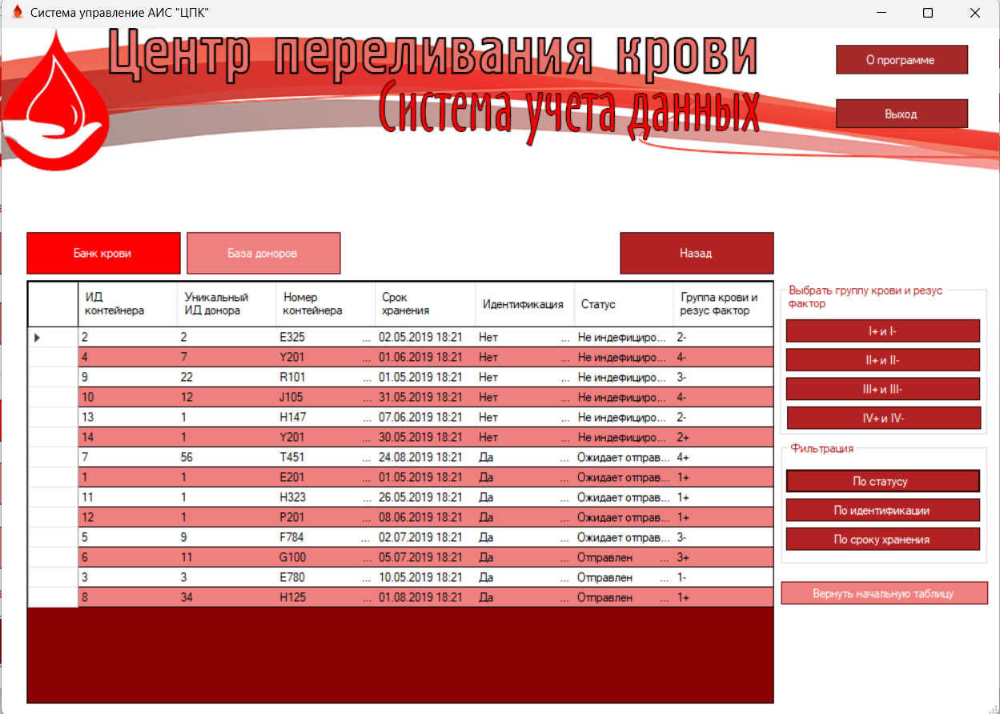 Система управление АИС "ЦПК"
Центр переливания крови
Система учета данных
О программе
Выход
Банк крови
База доноров
Назад
ИД контейнера Уникальный ИД донора Номер контейнера Срок хранения Идентификация Статус Группа крови и резус фактор
2 2 E325 ... 02.05.2019 18:21 Нет ... Не индефициро... 2-
4 7 Y201 ... 01.06.2019 18:21 Нет ... Не индефициро... 4-
9 22 R101 ... 01.05.2019 18:21 Нет ... Не индефициро... 3-
10 12 J105 ... 31.05.2019 18:21 Нет ... Не индефициро... 4-
13 1 H147 ... 07.06.2019 18:21 Нет ... Не индефициро... 2-
14 1 Y201 ... 30.05.2019 18:21 Нет ... Не индефициро... 2+
7 56 T451 ... 24.08.2019 18:21 Да ... Ожидает отправ... 4+
1 1 E201 ... 01.05.2019 18:21 Да ... Ожидает отправ... 1+
11 1 H323 ... 26.05.2019 18:21 Да ... Ожидает отправ... 1+
12 1 P201 ... 08.06.2019 18:21 Да ... Ожидает отправ... 1+
5 9 F784 ... 02.07.2019 18:21 Да ... Ожидает отправ... 3-
6 11 G100 ... 05.07.2019 18:21 Да ... Отправлен ... 3+
3 3 E780 ... 10.05.2019 18:21 Да ... Отправлен ... 1-
8 34 H125 ... 01.08.2019 18:21 Да ... Отправлен ... 1+
Выбрать группу крови и резус
фактор
I+ и I-
II+ и II-
III+ и III-
IV+ и IV-
Фильтрация
По статусу
По идентификации
По сроку хранения
Вернуть начальную таблицу